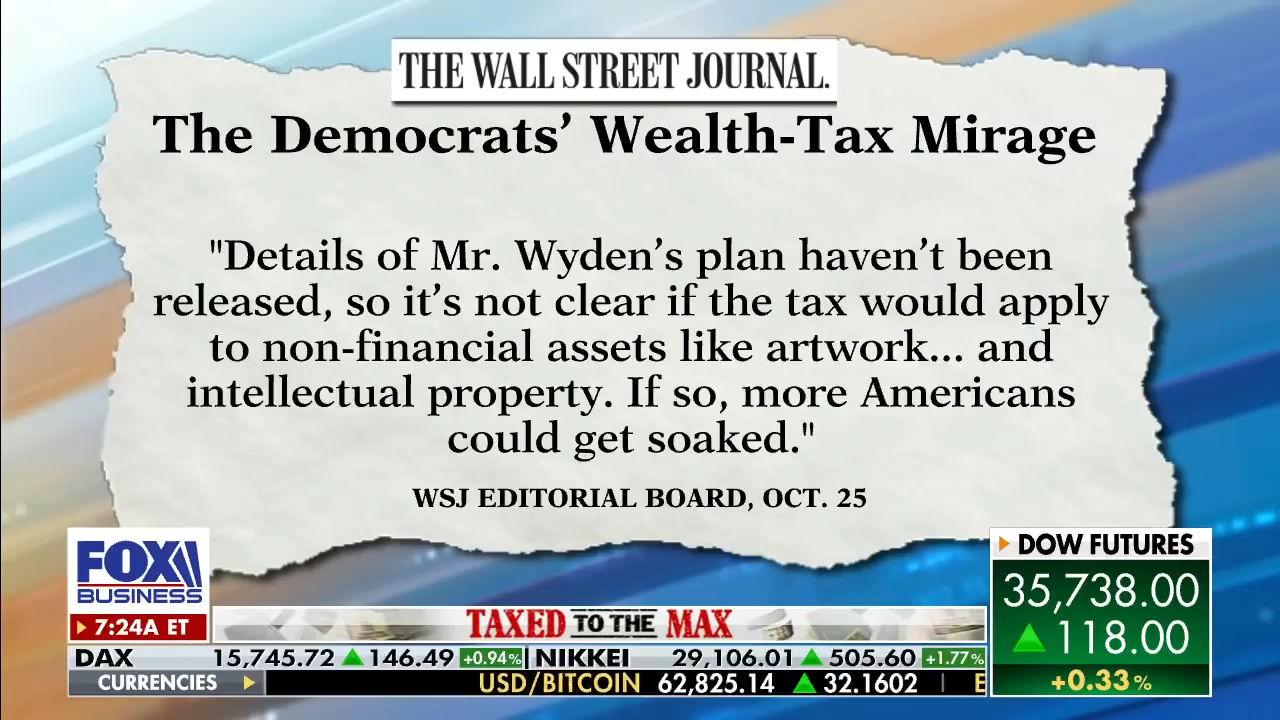 THE WALL STREET JOURNAL.
The Democrats’ Wealth-Tax Mirage
"Details of Mr. Wyden’s plan haven’t been
released, so it’s not clear if the tax would apply
to non-financial assets like artwork... and
intellectual property. If so, more Americans
could get soaked."
WSJ EDITORIAL BOARD, OCT. 25
FOX
BUSINESS
7:24A ET
TAXED TO THE MAX
DOW FUTURES
35,738.00
118.00
+0.33%
DAX 15,745.72 146.49 +0.94% NIKKEI 29,106.01 505.60 +1.77%
CURRENCIES USD/BITCOIN 62,825.14 32.1602 E